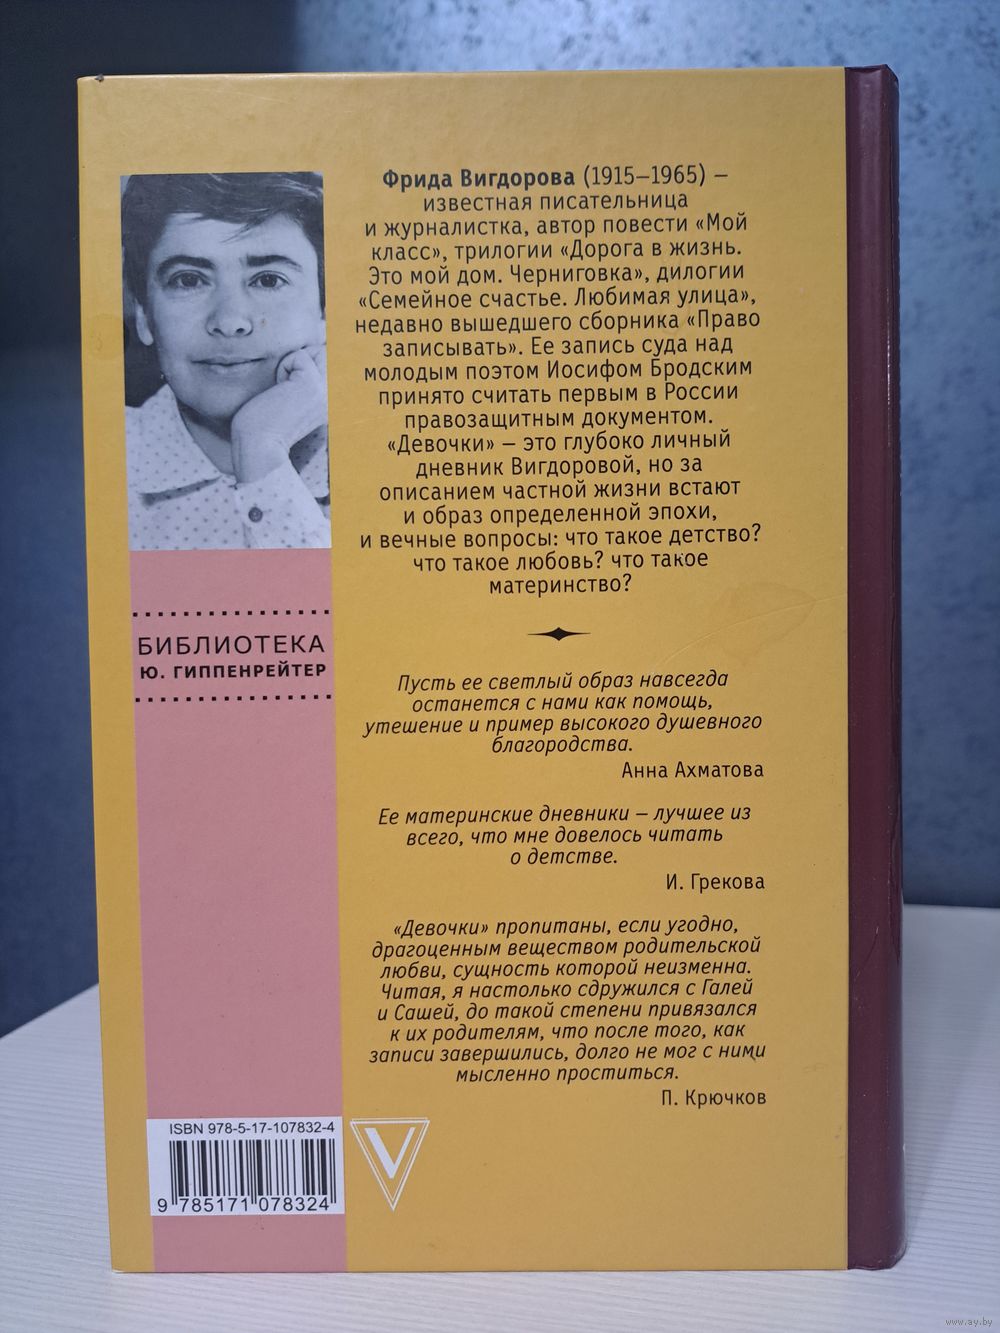 Фрида Вигдорова (1915–1965) –
известная писательница
и журналистка, автор повести «Мой
класс», трилогии «Дорога в жизнь.
Это мой дом. Черниговка», дилогии
«Семейное счастье. Любимая улица»,
недавно вышедшего сборника «Право
записывать». Ее запись суда над
молодым поэтом Иосифом Бродским
принято считать первым в России
правозащитным документом.
«Девочки» – это глубоко личный
дневник Вигдоровой, но за
описанием частной жизни встают
и образ определенной эпохи,
и вечные вопросы: что такое детство?
что такое любовь? что такое
материнство?
БИБЛИОТЕКА
Ю. ГИППЕНРЕЙТЕР
Пусть ее светлый образ навсегда
останется с нами как помощь,
утешение и пример высокого душевного
благородства.
Анна Ахматова
Ее материнские дневники – лучшее из
всего, что мне довелось читать
о детстве.
И. Грекова
«Девочки» пропитаны, если угодно,
драгоценным веществом родительской
любви, сущность которой неизменна.
Читая, я настолько сдружился с Галей
и Сашей, до такой степени привязался
к их родителям, что после того, как
записи завершились, долго не мог с ними
мысленно проститься.
П. Крючков
ISBN 978-5-17-107832-4
9 785171 078324
V
www.ay.by